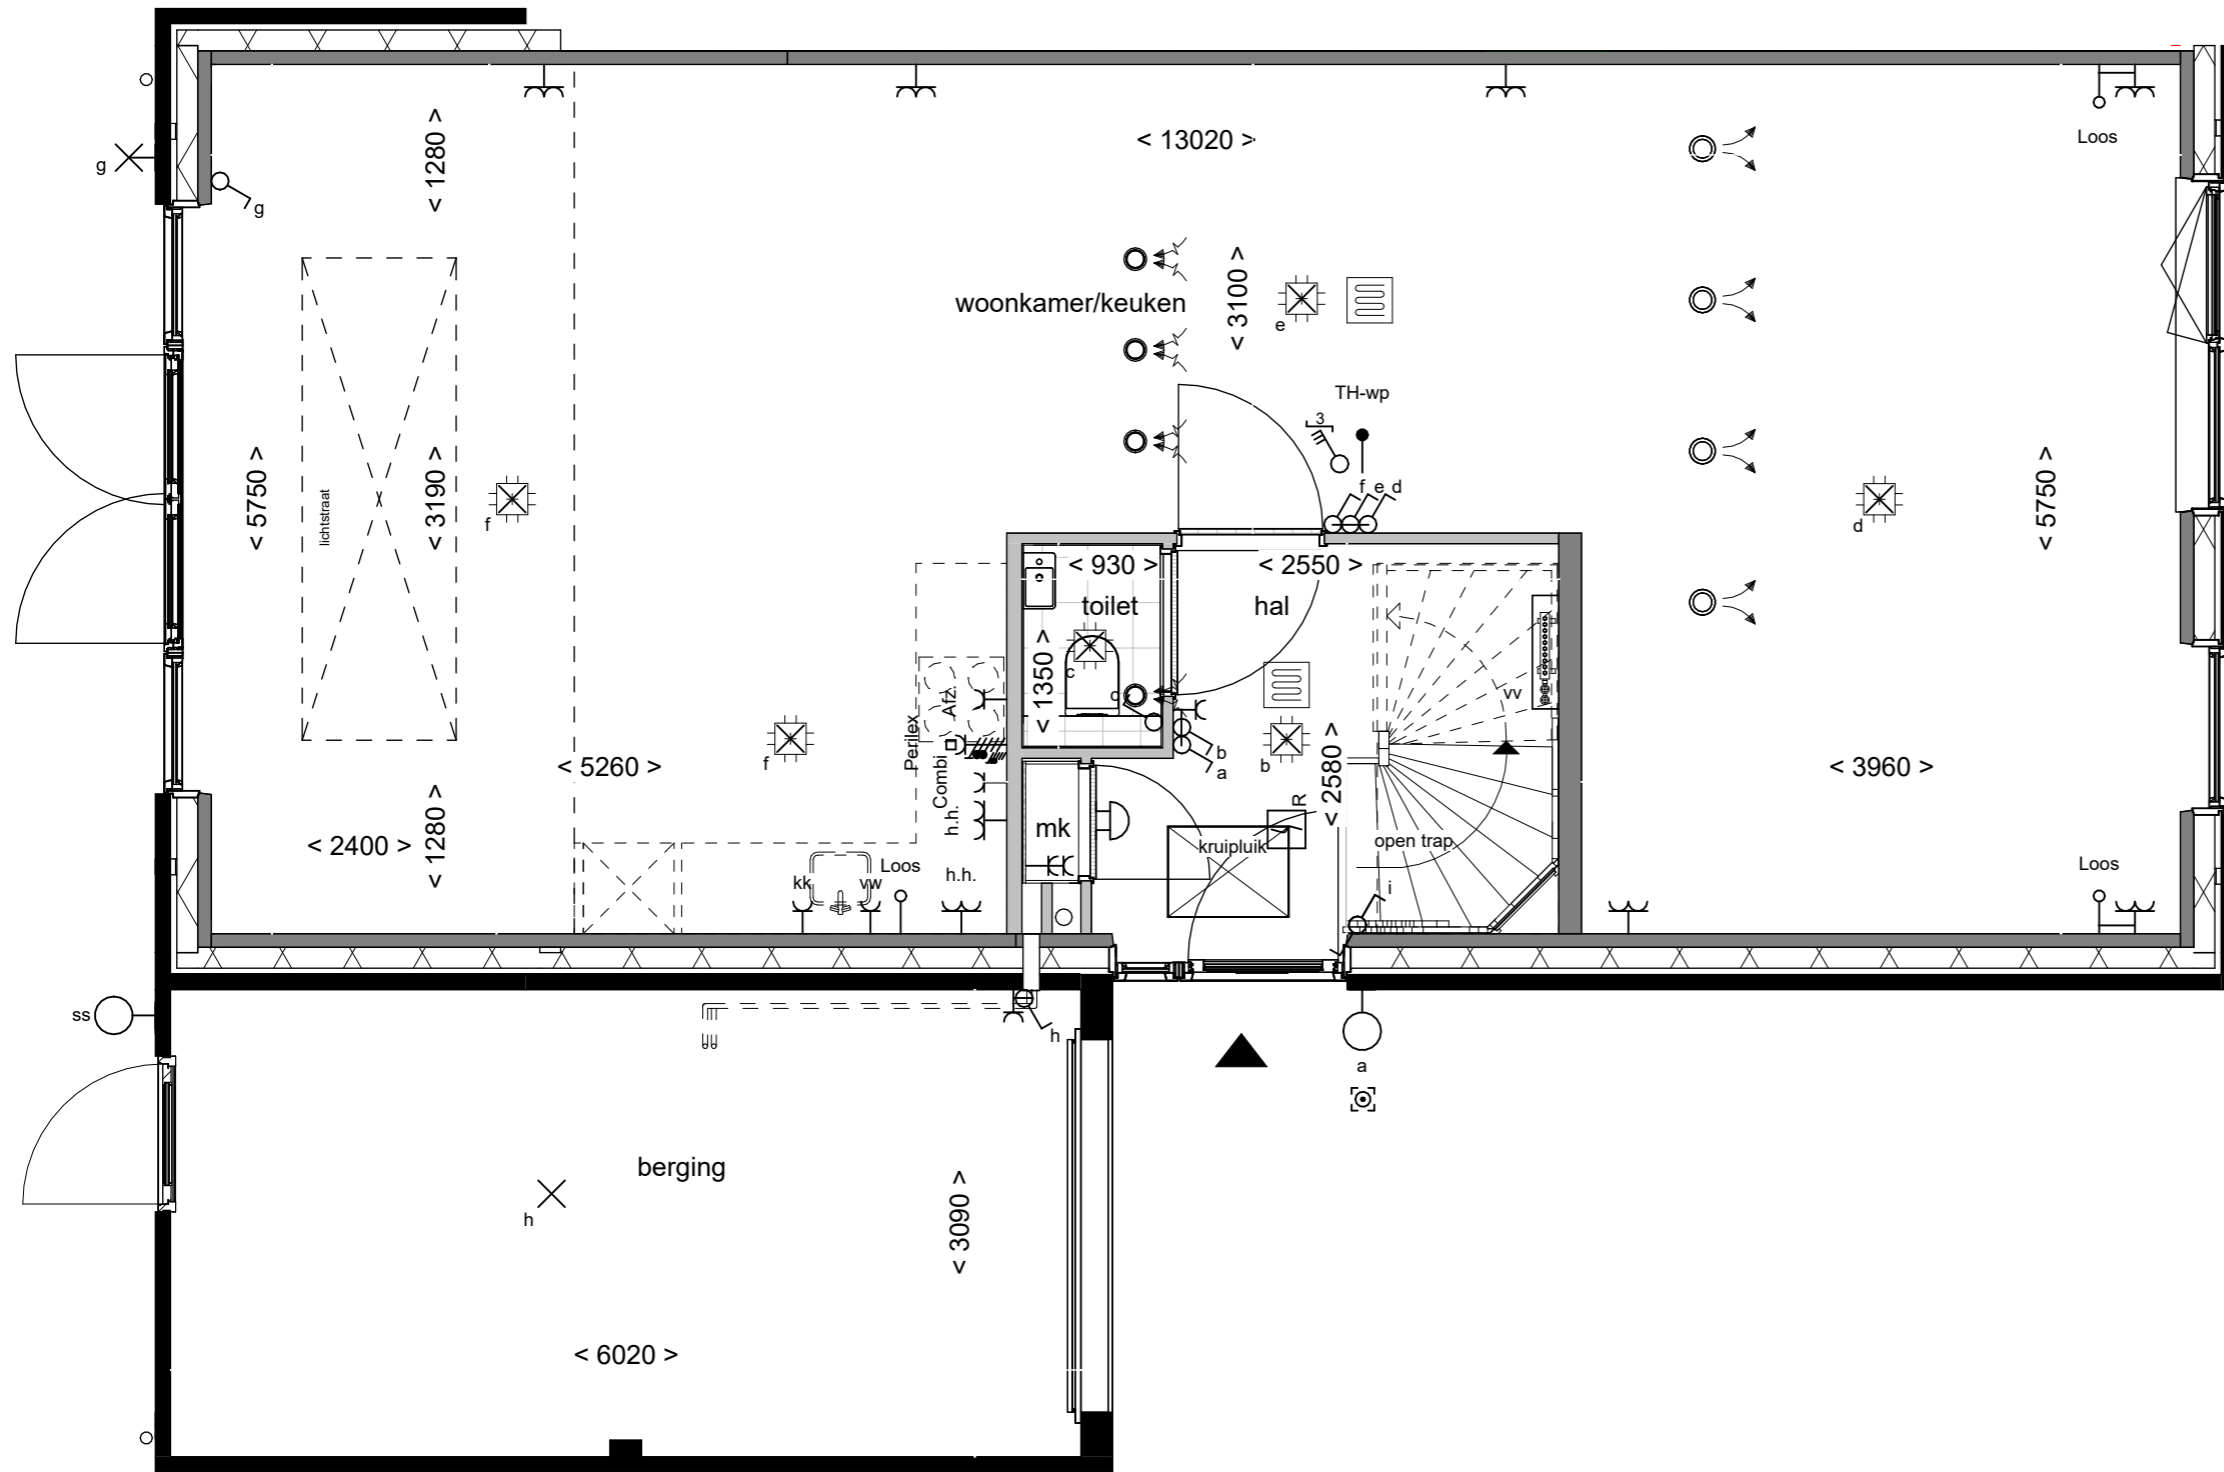 < 1280 >
< 13020 >
Loos
g
g
woonkamer/keuken
< 3100 >
e
TH-wp
3
f e d
< 5750 >
lichtstraat
< 3190 >
f
d
< 5750 >
< 930 >
< 2550 >
toilet
hal
c
c
< 1350 >
vv
Afz.
Perilex
Combi
h.h.
b
a
b
f
< 5260 >
< 2580 >
< 3960 >
R
mk
kruipluik
open trap
< 2400 >
< 1280 >
kk
vw
Loos
h.h.
i
Loos
ss
h
a
berging
h
< 3090 >
< 6020 >